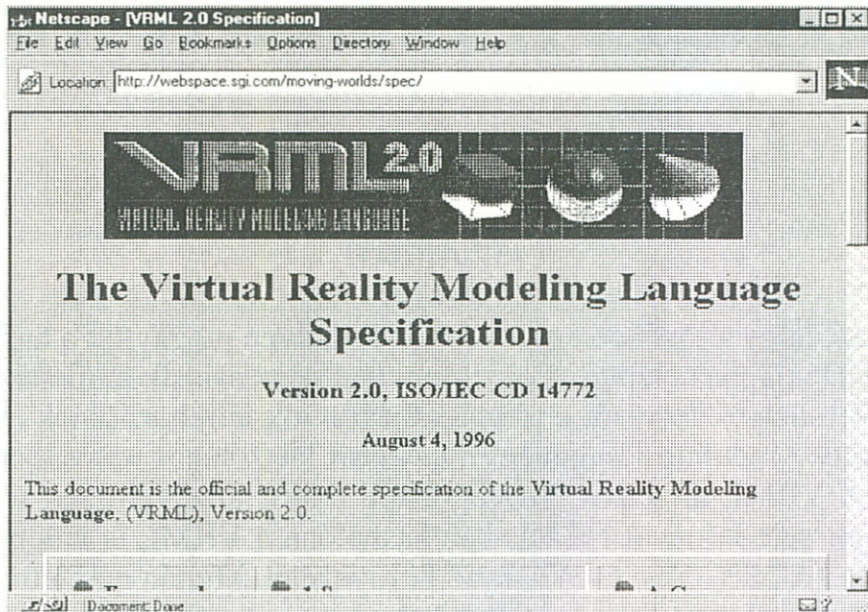 Netscape - [VRML 2.0 Specification]
File Edit View Go Bookmarks Options Directory Window Help
Location: http://webspace.sgi.com/moving-worlds/spec/
N
VRML 2.0
VIRTUAL REALITY MODELING LANGUAGE
The Virtual Reality Modeling Language
Specification
Version 2.0, ISO/IEC CD 14772
August 4, 1996
This document is the official and complete specification of the Virtual Reality Modeling
Language, (VRML), Version 2.0.
Document: Done